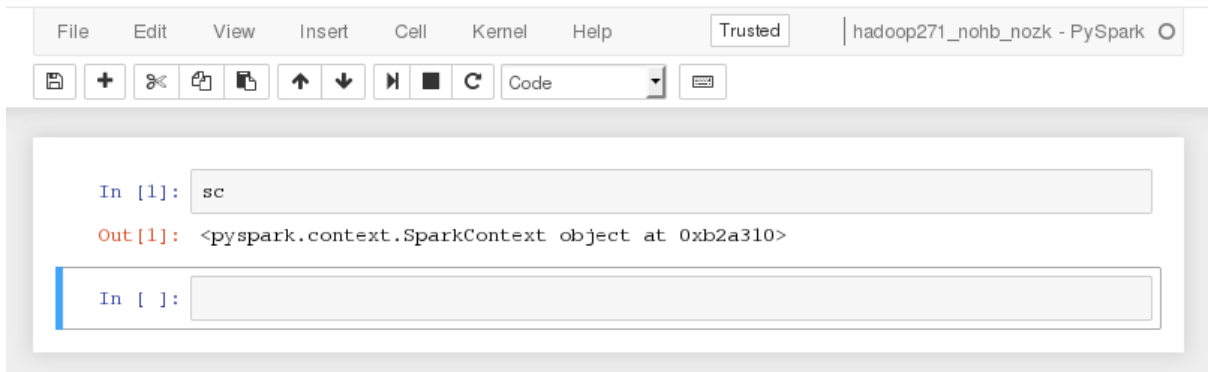 File Edit View Insert Cell Kernel Help Trusted hadoop271_nohb_nozk - PySpark
Code
In [1]: sc
Out[1]: <pyspark.context.SparkContext object at 0xb2a310>
In [ ]: